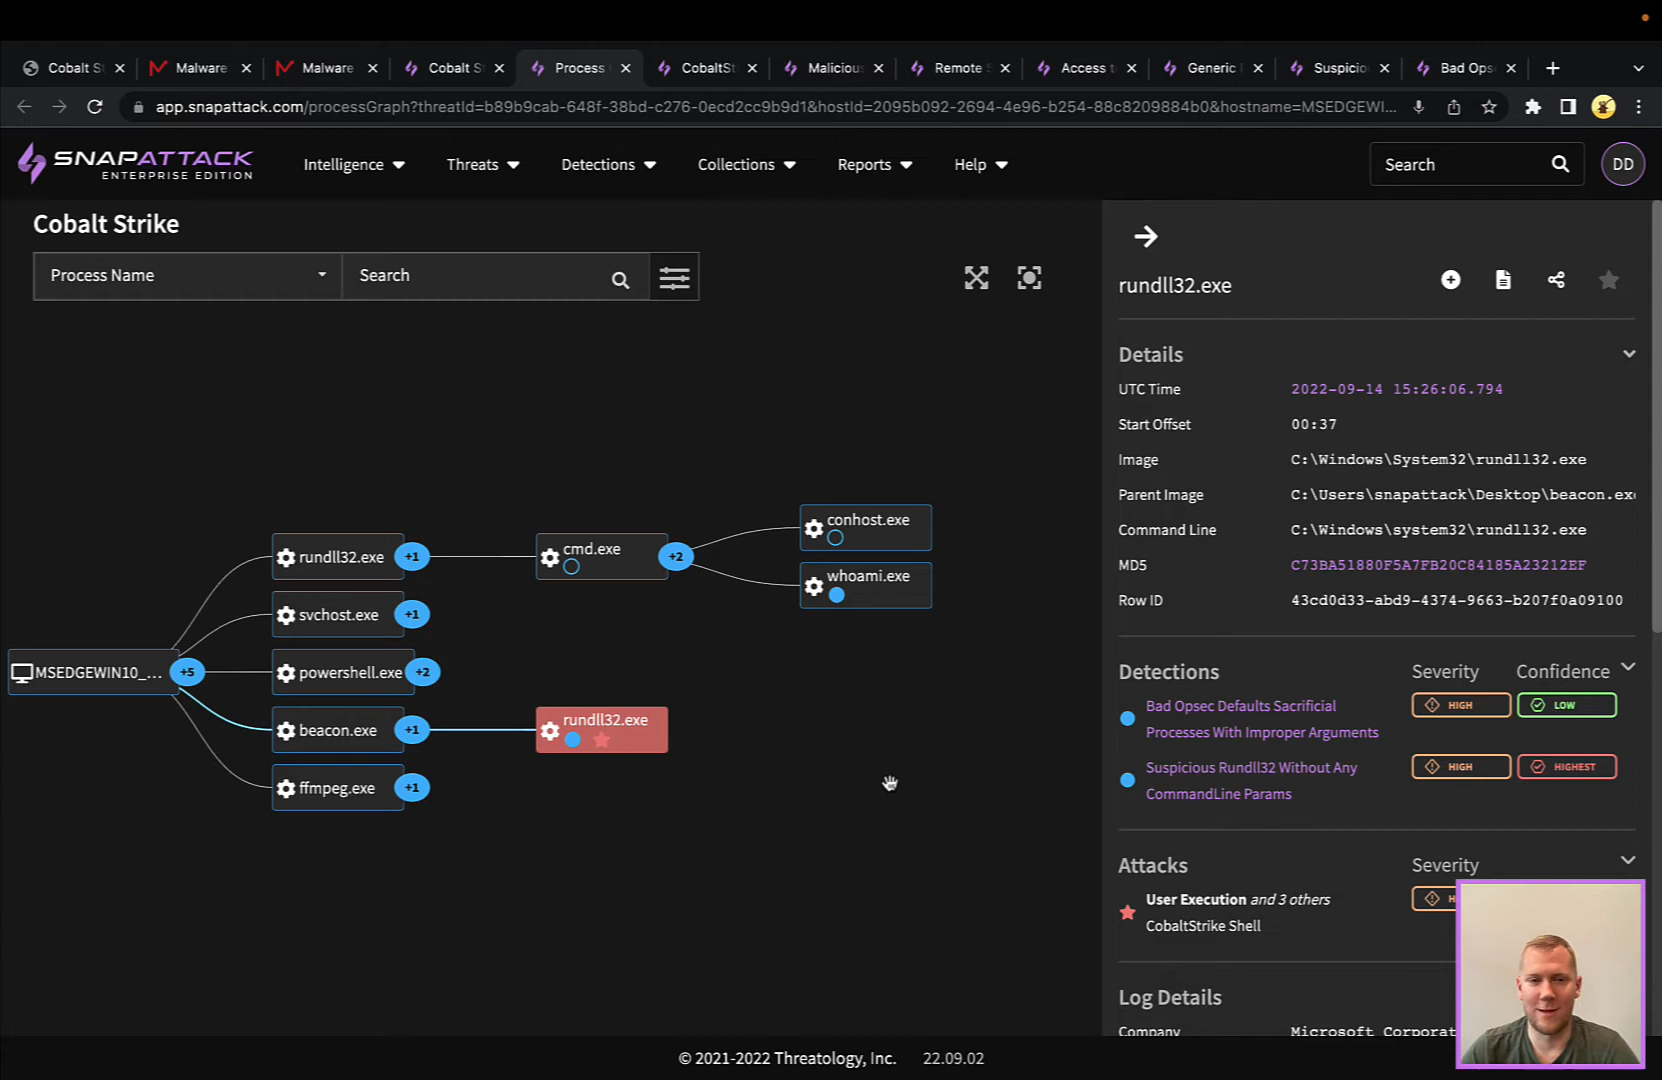 Cobalt St
Malware
Malware
Cobalt S
Process
CobaltSt
Malicious
Remote S
Access t
Generic
Suspicio
Bad Ops
app.snapattack.com/processGraph?threatId=b89b9cab-648f-38bd-c276-0ecd2cc9b9d1&hostId=2095b092-2694-4e96-b254-88c8209884b0&hostname=MSEDGEWI...
SNAPATTACK
ENTERPRISE EDITION
Intelligence
Threats
Detections
Collections
Reports
Help
Search
DD
Cobalt Strike
Process Name
Search
MSEDGEWIN10_...
+5
rundll32.exe
+1
svchost.exe
+1
powershell.exe
+2
beacon.exe
+1
ffmpeg.exe
+1
cmd.exe
+2
rundll32.exe
conhost.exe
whoami.exe
rundll32.exe
Details
UTC Time 2022-09-14 15:26:06.794
Start Offset 00:37
Image C:\Windows\System32\rundll32.exe
Parent Image C:\Users\snapattack\Desktop\beacon.exe
Command Line C:\Windows\system32\rundll32.exe
MD5 C73BA51880F5A7FB20C84185A23212EF
Row ID 43cd0d33-abd9-4374-9663-b207f0a09100
Detections Severity Confidence
Bad Opsec Defaults Sacrificial HIGH LOW
Processes With Improper Arguments
Suspicious Rundll32 Without Any HIGH HIGHEST
CommandLine Params
Attacks Severity
User Execution and 3 others
CobaltStrike Shell
Log Details
Company Microsoft Corporat
© 2021-2022 Threatology, Inc. 22.09.02